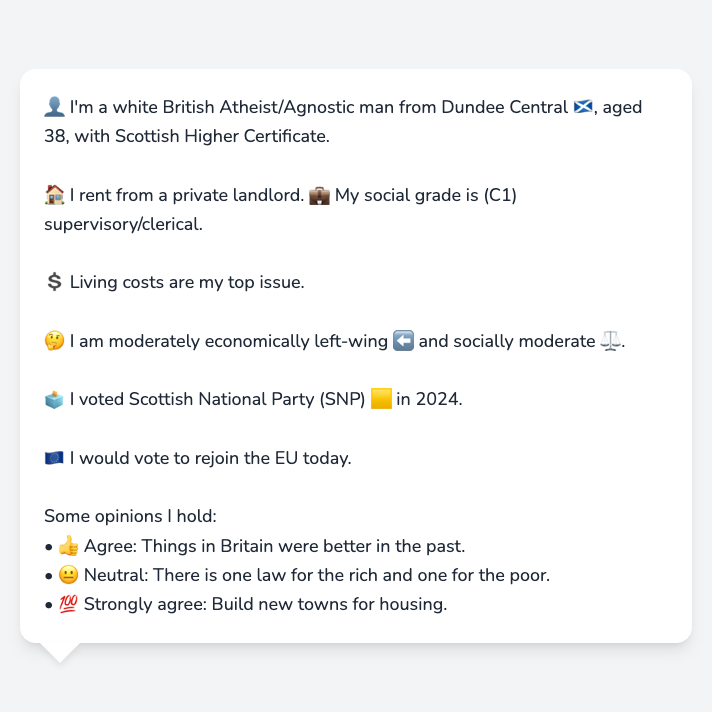 👤 I'm a white British Atheist/Agnostic man from Dundee Central 🏴󠁧󠁢󠁳󠁣󠁴󠁿, aged
38, with Scottish Higher Certificate.
🏠 I rent from a private landlord. 💼 My social grade is (C1)
supervisory/clerical.
💲 Living costs are my top issue.
🤔 I am moderately economically left-wing ⬅️ and socially moderate ⚖️.
🗳️ I voted Scottish National Party (SNP) 🟨 in 2024.
🇪🇺 I would vote to rejoin the EU today.
Some opinions I hold:
• 👍 Agree: Things in Britain were better in the past.
• 😐 Neutral: There is one law for the rich and one for the poor.
• 💯 Strongly agree: Build new towns for housing.